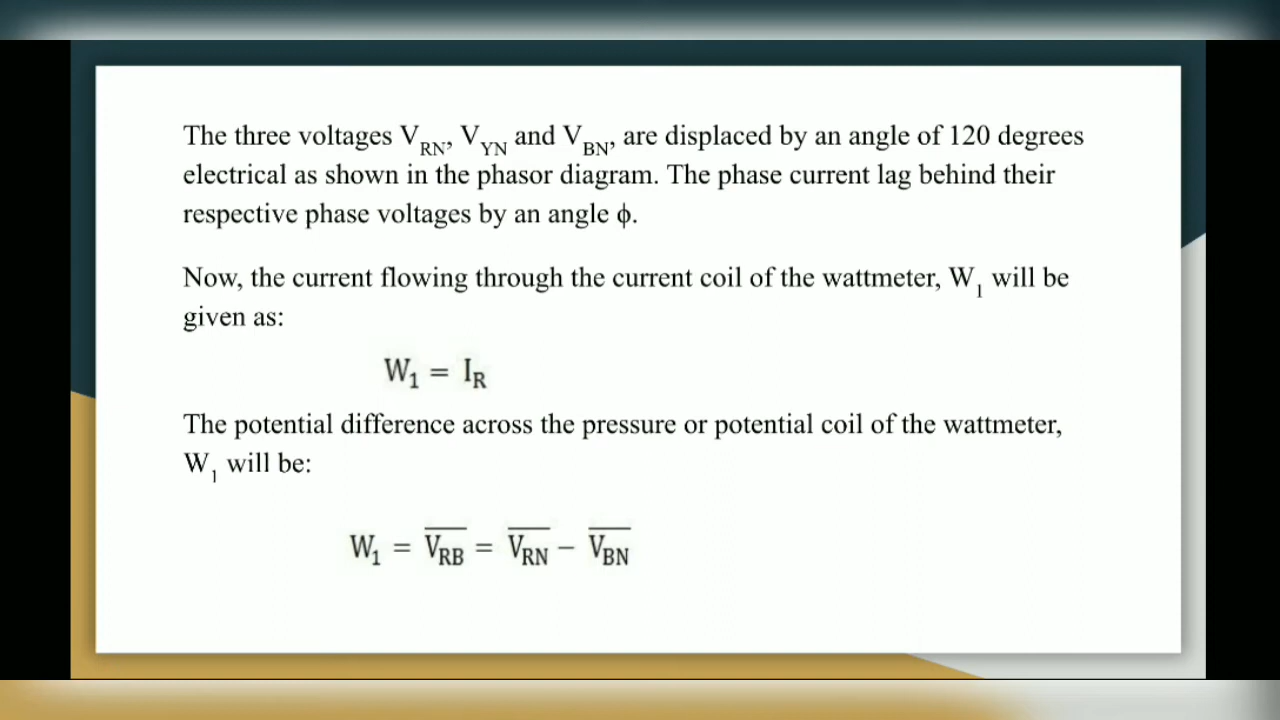 The three voltages V_RN, V_YN and V_BN, are displaced by an angle of 120 degrees
electrical as shown in the phasor diagram. The phase current lag behind their
respective phase voltages by an angle ϕ.
Now, the current flowing through the current coil of the wattmeter, W_1 will be
given as:
W_1 = I_R
The potential difference across the pressure or potential coil of the wattmeter,
W_1 will be:
W_1 = V̅_RB = V̅_RN − V̅_BN